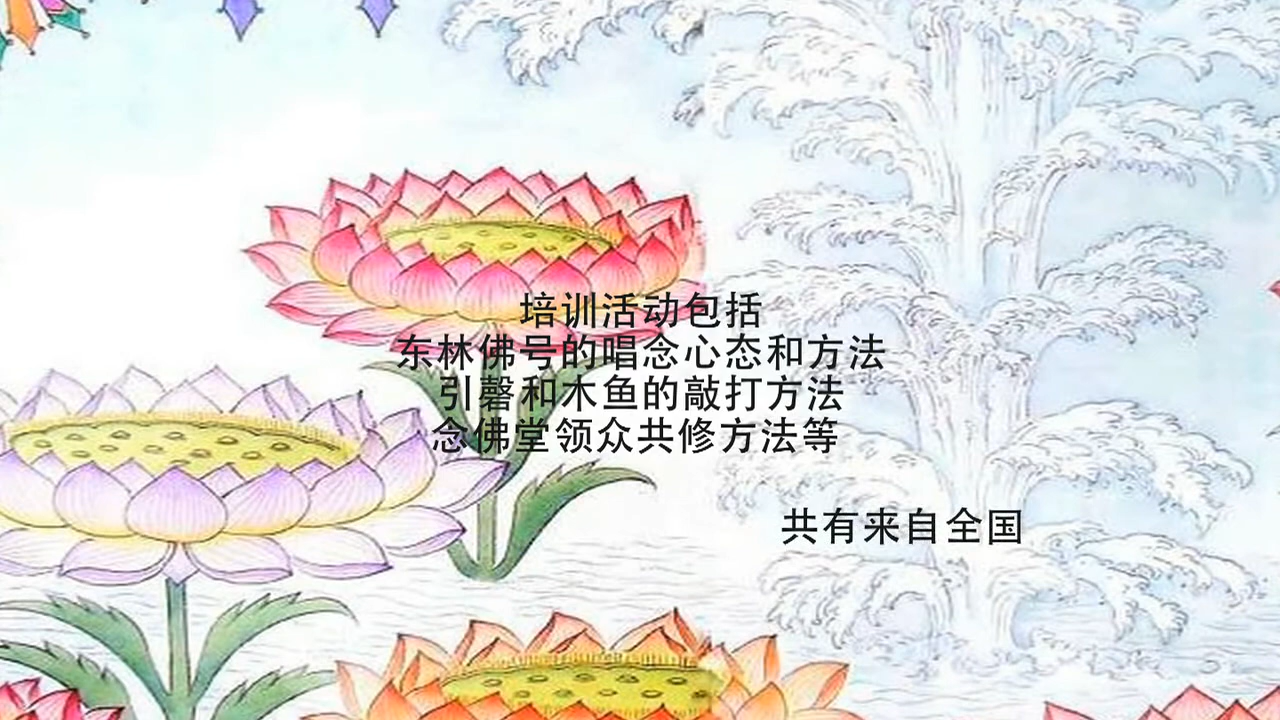 培训活动包括
东林佛号的唱念心态和方法
引磬和木鱼的敲打方法
念佛堂领众共修方法等
共有来自全国